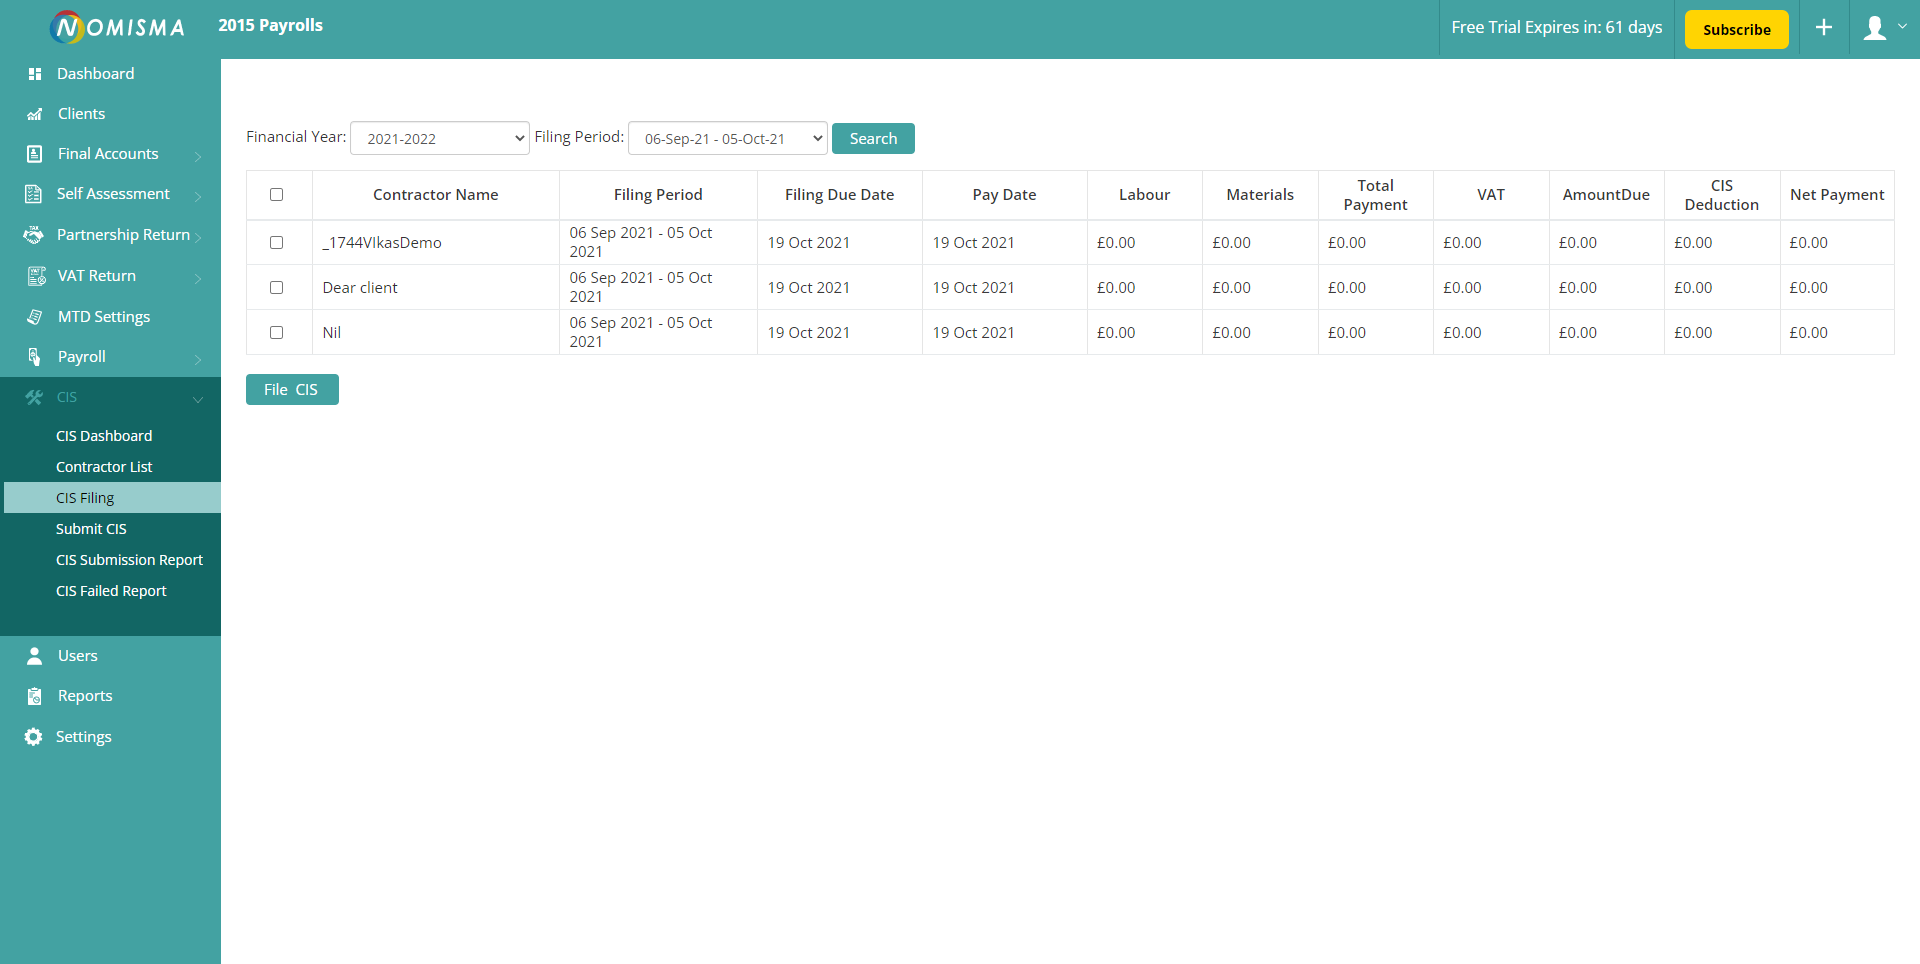 NOMISMA
2015 Payrolls
Free Trial Expires in: 61 days
Subscribe
Dashboard
Clients
Final Accounts
Self Assessment
Partnership Return
VAT Return
MTD Settings
Payroll
CIS
CIS Dashboard
Contractor List
CIS Filing
Submit CIS
CIS Submission Report
CIS Failed Report
Users
Reports
Settings
Financial Year: 2021-2022 Filing Period: 06-Sep-21 - 05-Oct-21 Search
Contractor Name Filing Period Filing Due Date Pay Date Labour Materials Total Payment VAT AmountDue CIS Deduction Net Payment
_1744VIkasDemo 06 Sep 2021 - 05 Oct 2021 19 Oct 2021 19 Oct 2021 £0.00 £0.00 £0.00 £0.00 £0.00 £0.00 £0.00
Dear client 06 Sep 2021 - 05 Oct 2021 19 Oct 2021 19 Oct 2021 £0.00 £0.00 £0.00 £0.00 £0.00 £0.00 £0.00
Nil 06 Sep 2021 - 05 Oct 2021 19 Oct 2021 19 Oct 2021 £0.00 £0.00 £0.00 £0.00 £0.00 £0.00 £0.00
File CIS